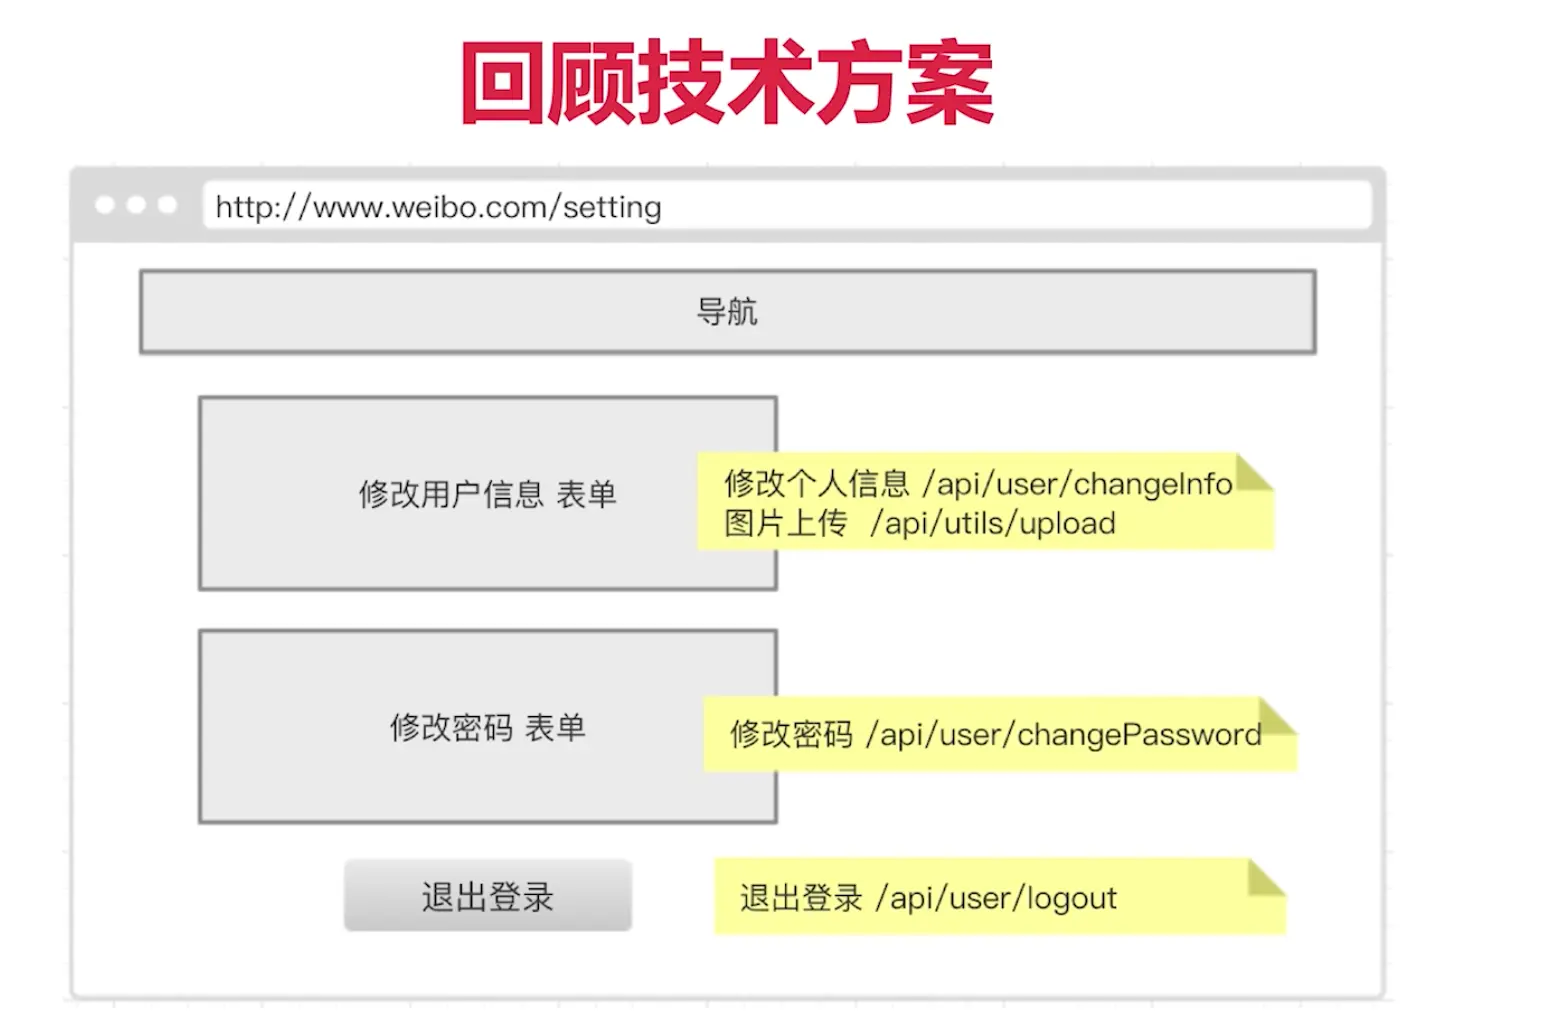 回顾技术方案
http://www.weibo.com/setting
导航
修改用户信息 表单
修改个人信息 /api/user/changeInfo
图片上传 /api/utils/upload
修改密码 表单
修改密码 /api/user/changePassword
退出登录
退出登录 /api/user/logout